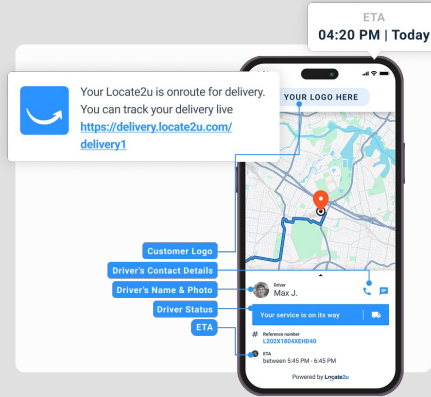 ETA
04:20 PM | Today
Your Locate2u is onroute for delivery.
You can track your delivery live
https://delivery.locate2u.com/
delivery1
YOUR LOGO HERE
Customer Logo
Driver's Contact Details
Driver's Name & Photo
Driver Status
ETA
Driver
Max J.
Your service is on its way
# Reference number
L202X1804XEHD40
ETA
between 5:45 PM - 6:45 PM
Powered by Locate2u